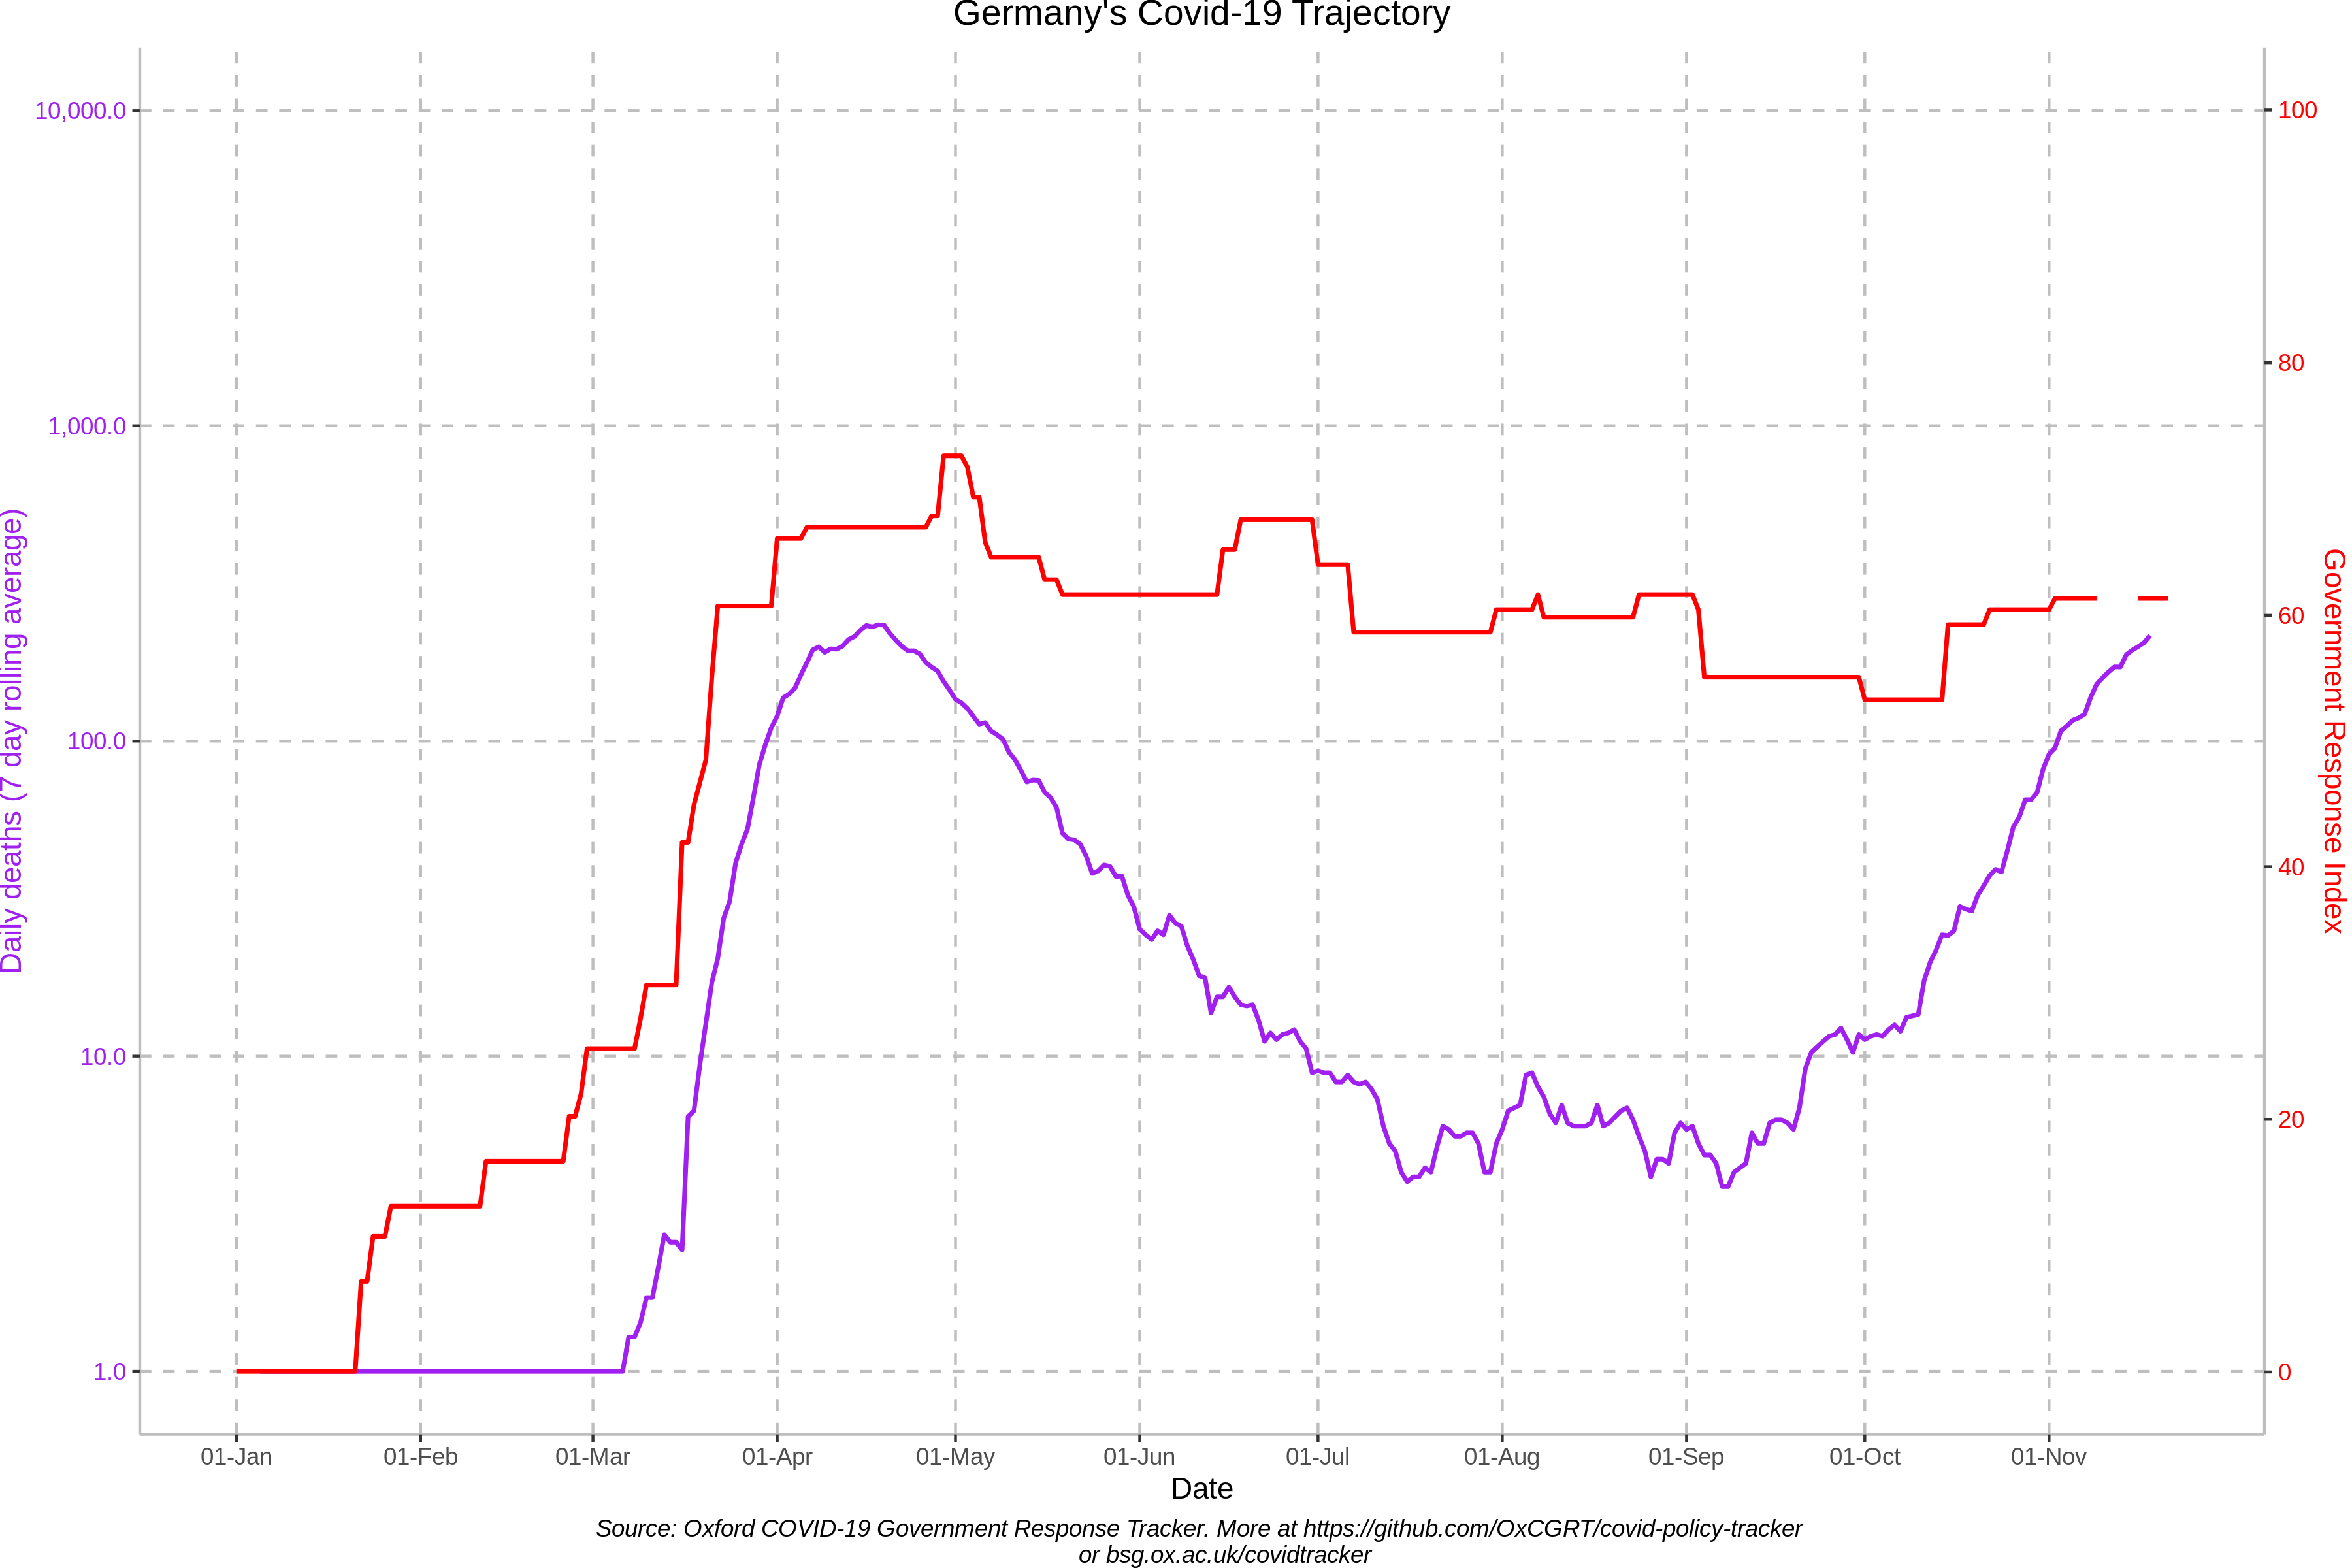 Germany's Covid-19 Trajectory
10,000.0
1,000.0
100.0
10.0
1.0
Daily deaths (7 day rolling average)
100
80
60
40
20
0
Government Response Index
01-Jan 01-Feb 01-Mar 01-Apr 01-May 01-Jun 01-Jul 01-Aug 01-Sep 01-Oct 01-Nov
Date
Source: Oxford COVID-19 Government Response Tracker. More at https://github.com/OxCGRT/covid-policy-tracker
or bsg.ox.ac.uk/covidtracker